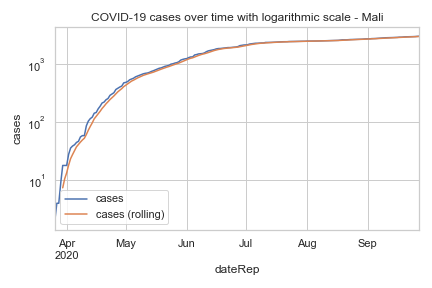 COVID-19 cases over time with logarithmic scale - Mali
cases
10³
10²
10¹
cases
cases (rolling)
Apr May Jun Jul Aug Sep
2020
dateRep